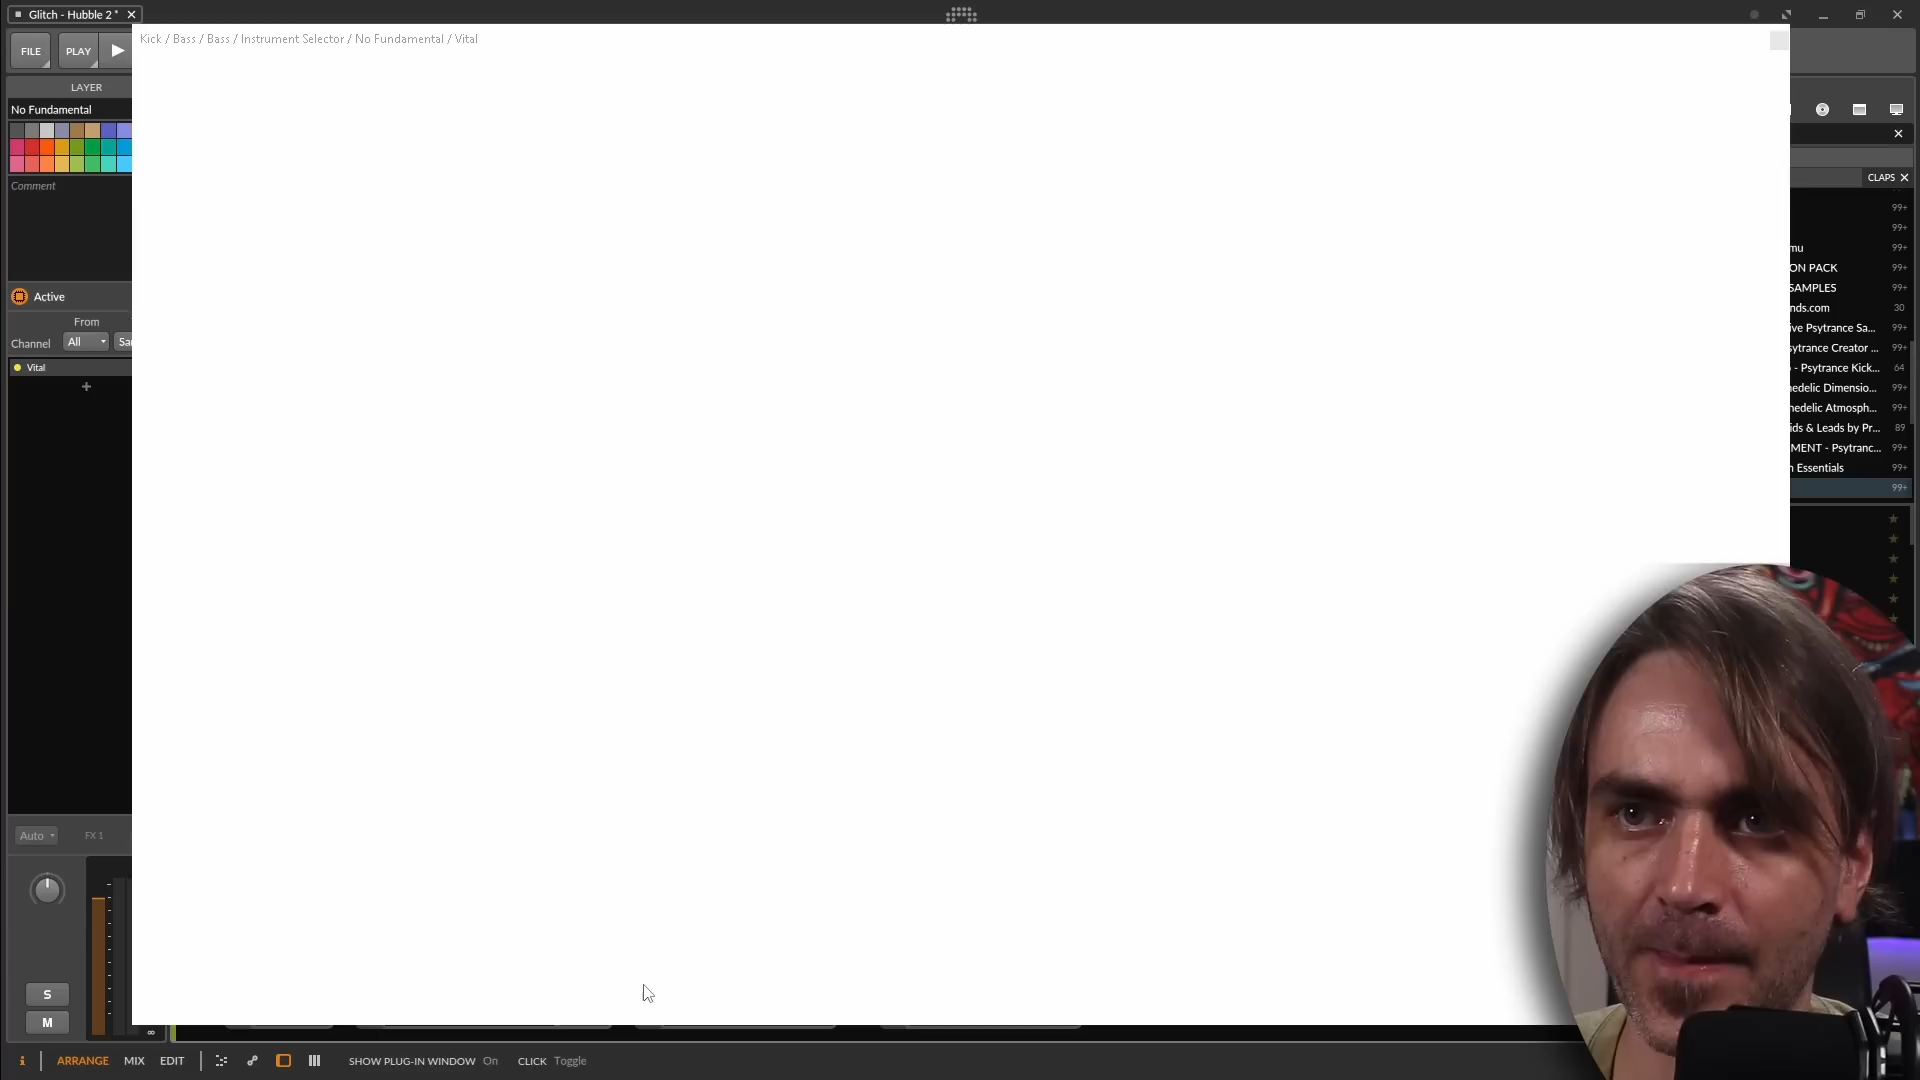 Glitch - Hubble 2 *
Kick / Bass / Bass / Instrument Selector / No Fundamental / Vital
FILE
PLAY
LAYER
No Fundamental
Comment
Active
From
Channel
All
Vital
Auto
FX 1
S
M
CLAPS
99+
99+
mu 99+
ON PACK 99+
SAMPLES 99+
nds.com 30
ive Psytrance Sa... 99+
sytrance Creator ... 99+
- Psytrance Kick... 64
nedelic Dimensio... 99+
nedelic Atmosph... 99+
ids & Leads by Pr... 89
MENT - Psytranc... 99+
Essentials 99+
99+
i
ARRANGE
MIX
EDIT
SHOW PLUG-IN WINDOW On
CLICK Toggle